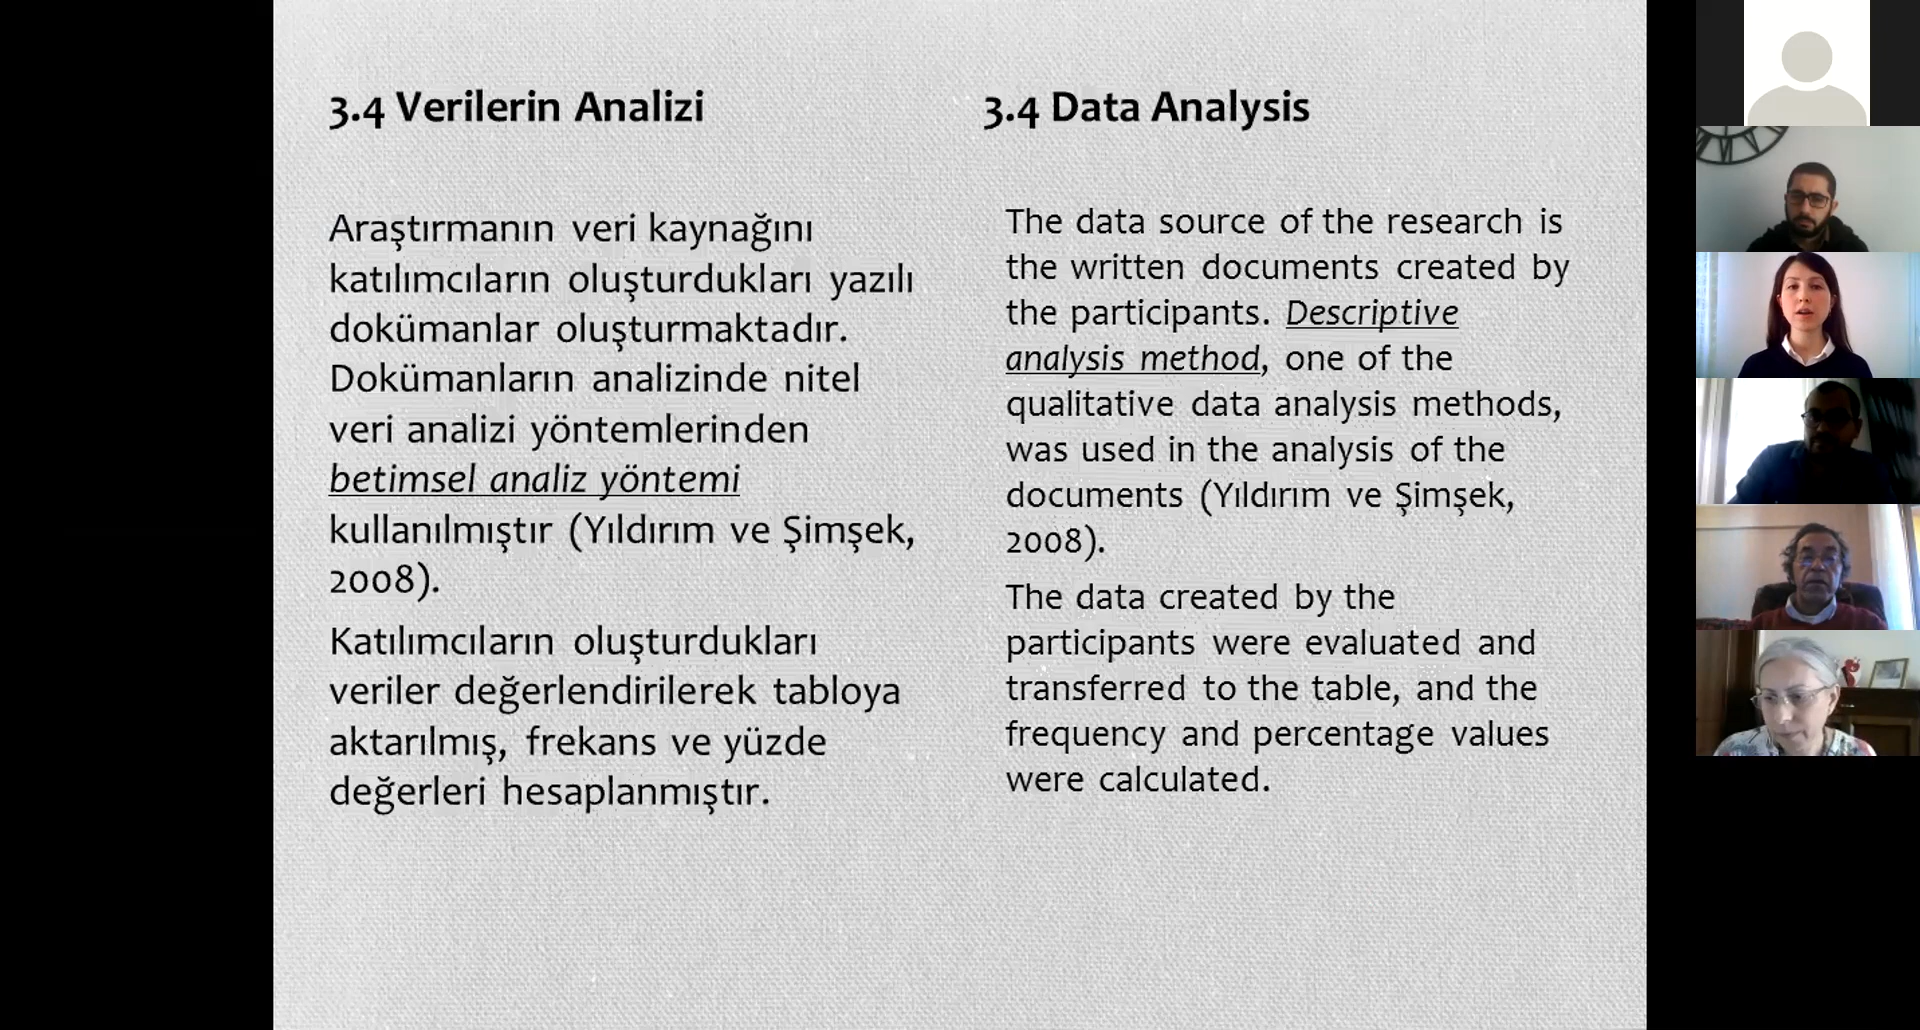 3.4 Verilerin Analizi
Araştırmanın veri kaynağını
katılımcıların oluşturdukları yazılı
dokümanlar oluşturmaktadır.
Dokümanların analizinde nitel
veri analizi yöntemlerinden
betimsel analiz yöntemi
kullanılmıştır (Yıldırım ve Şimşek,
2008).
Katılımcıların oluşturdukları
veriler değerlendirilerek tabloya
aktarılmış, frekans ve yüzde
değerleri hesaplanmıştır.
3.4 Data Analysis
The data source of the research is
the written documents created by
the participants. Descriptive
analysis method, one of the
qualitative data analysis methods,
was used in the analysis of the
documents (Yıldırım ve Şimşek,
2008).
The data created by the
participants were evaluated and
transferred to the table, and the
frequency and percentage values
were calculated.